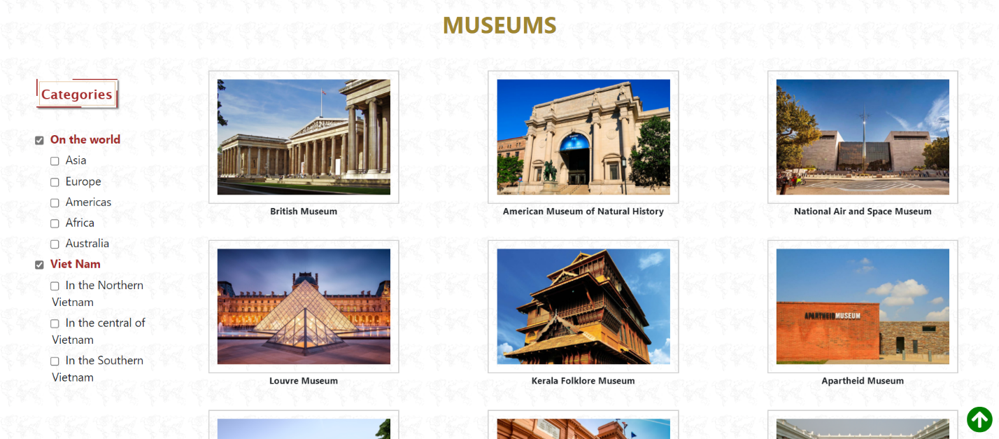 MUSEUMS
Categories
On the world
Asia
Europe
Americas
Africa
Australia
Viet Nam
In the Northern
Vietnam
In the central of
Vietnam
In the Southern
Vietnam
British Museum
American Museum of Natural History
National Air and Space Museum
APARTHEIDMUSEUM
Louvre Museum
Kerala Folklore Museum
Apartheid Museum